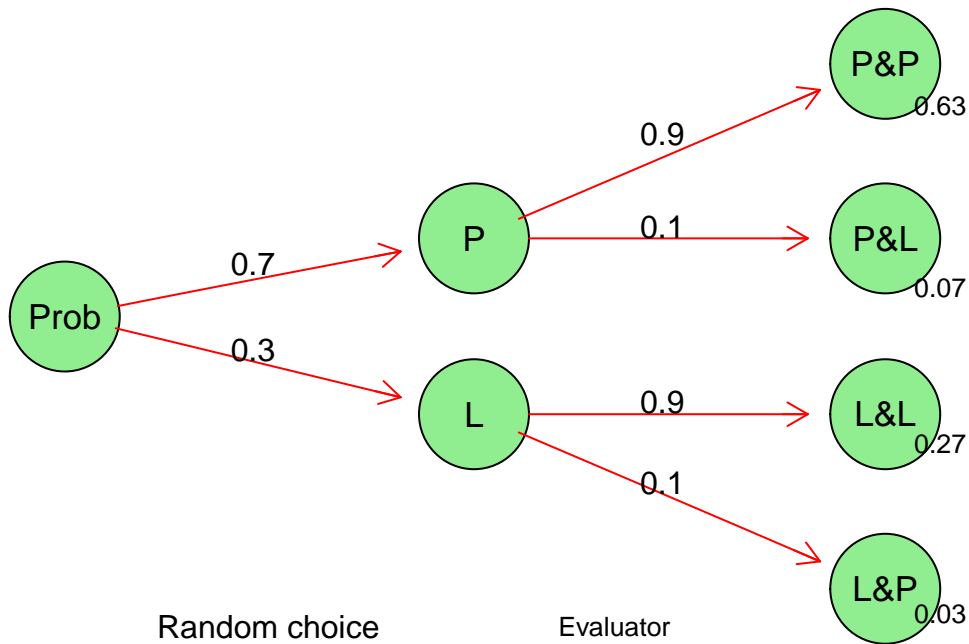 P&P
0.63
0.9
P
0.1
P&L
0.07
0.7
Prob
0.3
L
0.9
L&L
0.27
0.1
L&P
0.03
Random choice
Evaluator